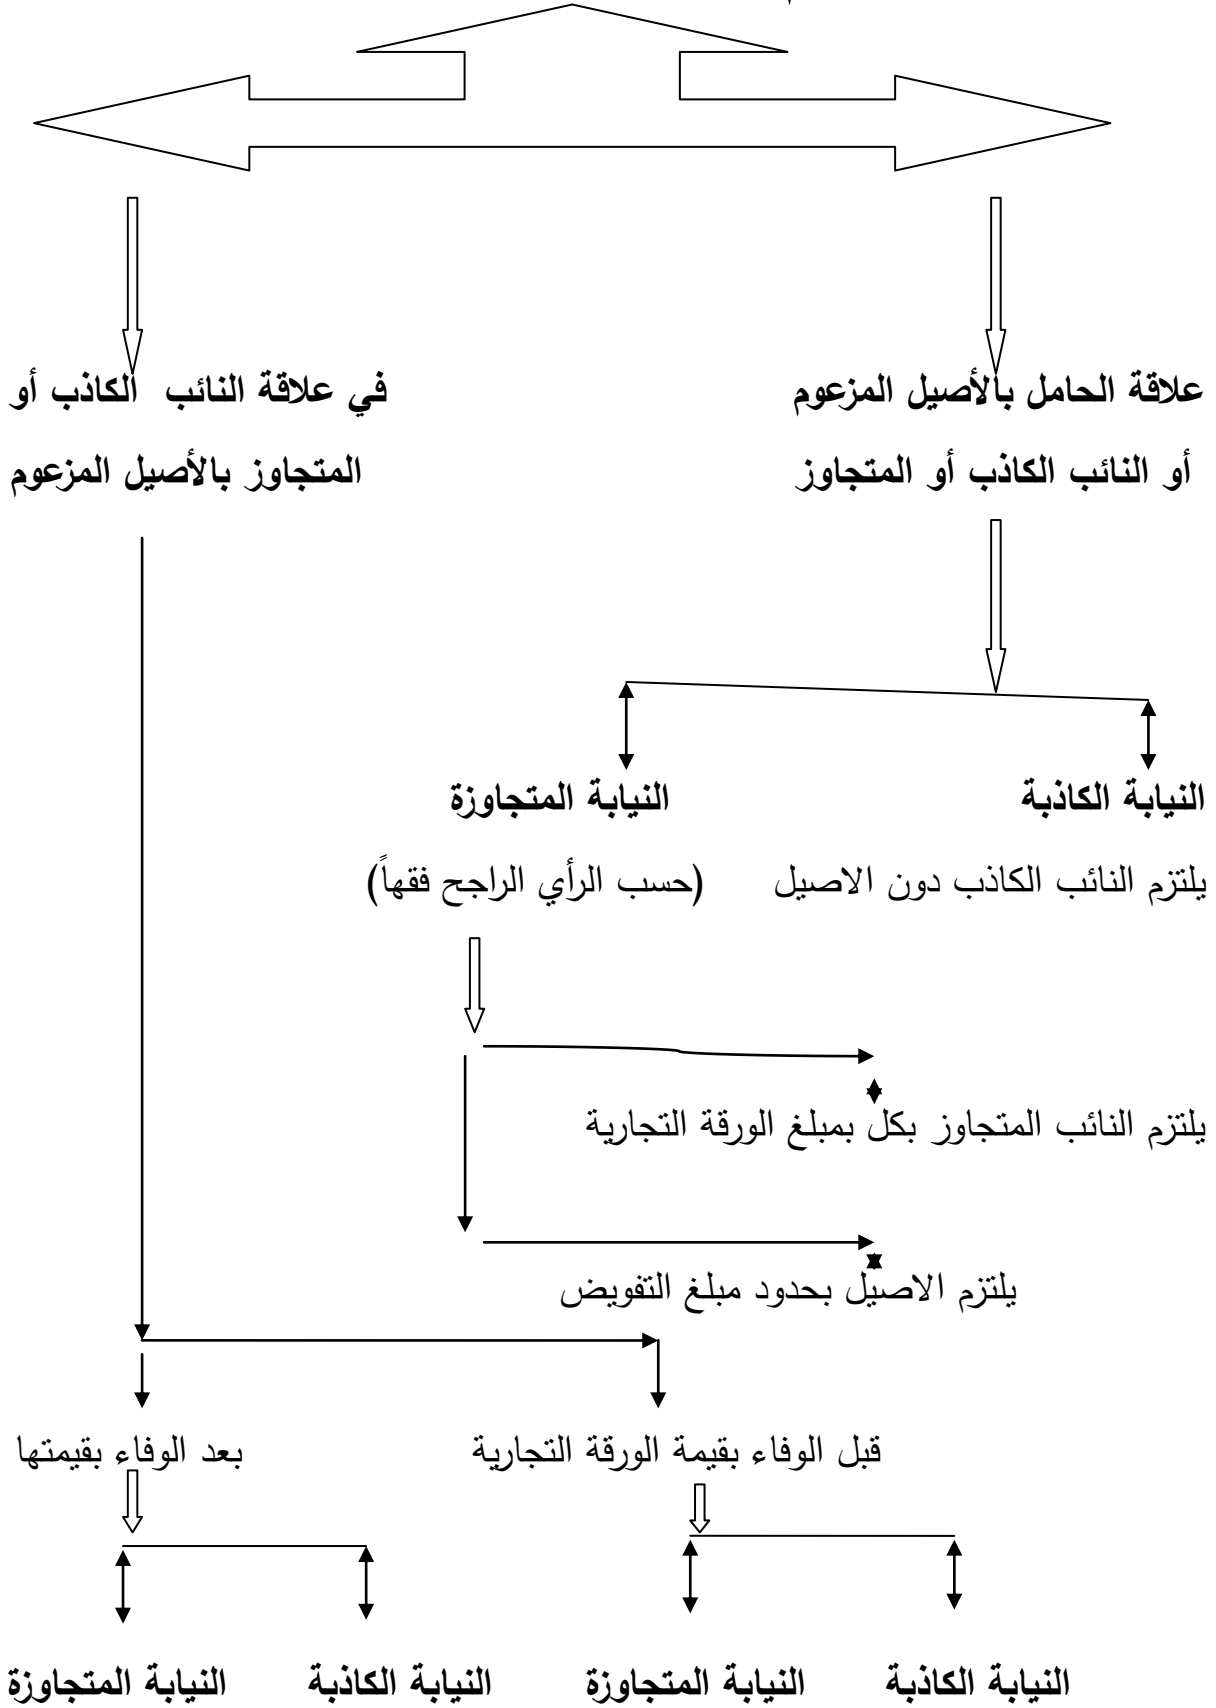 علاقة الحامل بالأصيل المزعوم
أو النائب الكاذب أو المتجاوز
في علاقة النائب الكاذب أو
المتجاوز بالأصيل المزعوم
النيابة الكاذبة
النيابة المتجاوزة
يلتزم النائب الكاذب دون الاصيل
(حسب الرأي الراجح فقهاً)
يلتزم النائب المتجاوز بكل بمبلغ الورقة التجارية
يلتزم الاصيل بحدود مبلغ التفويض
قبل الوفاء بقيمة الورقة التجارية
بعد الوفاء بقيمتها
النيابة الكاذبة
النيابة المتجاوزة
النيابة الكاذبة
النيابة المتجاوزة